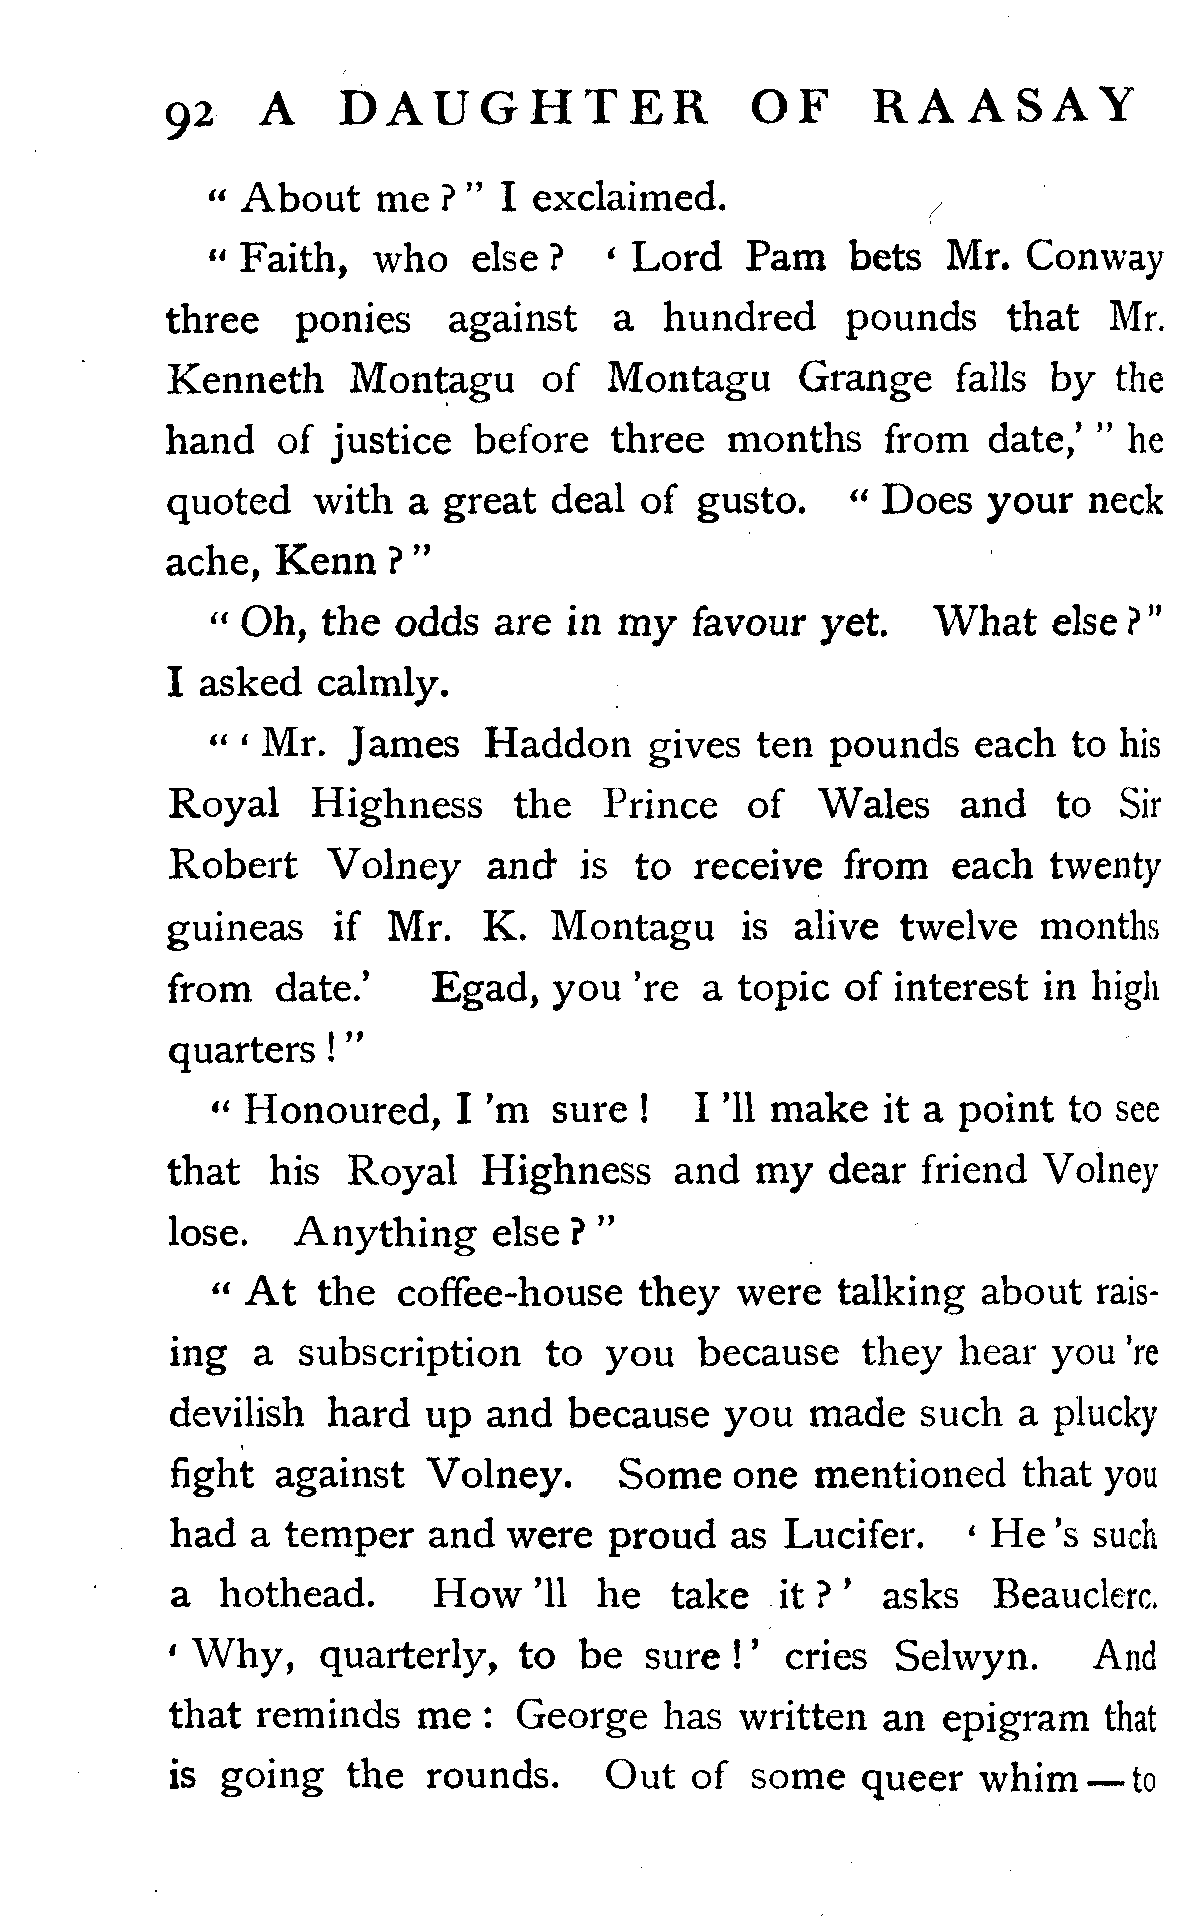 92 A DAUGHTER OF RAASAY
“ About me ? ” I exclaimed.
“ Faith, who else ? ‘ Lord Pam bets Mr. Conway
three ponies against a hundred pounds that Mr.
Kenneth Montagu of Montagu Grange falls by the
hand of justice before three months from date,’ ” he
quoted with a great deal of gusto. “ Does your neck
ache, Kenn ? ”
“ Oh, the odds are in my favour yet. What else ? ”
I asked calmly.
“ ‘ Mr. James Haddon gives ten pounds each to his
Royal Highness the Prince of Wales and to Sir
Robert Volney and is to receive from each twenty
guineas if Mr. K. Montagu is alive twelve months
from date.’ Egad, you ’re a topic of interest in high
quarters ! ”
“ Honoured, I ’m sure ! I ’ll make it a point to see
that his Royal Highness and my dear friend Volney
lose. Anything else ? ”
“ At the coffee-house they were talking about rais-
ing a subscription to you because they hear you ’re
devilish hard up and because you made such a plucky
fight against Volney. Some one mentioned that you
had a temper and were proud as Lucifer. ‘ He ’s such
a hothead. How ’ll he take it ? ’ asks Beauclerc.
‘ Why, quarterly, to be sure ! ’ cries Selwyn. And
that reminds me : George has written an epigram that
is going the rounds. Out of some queer whim — to